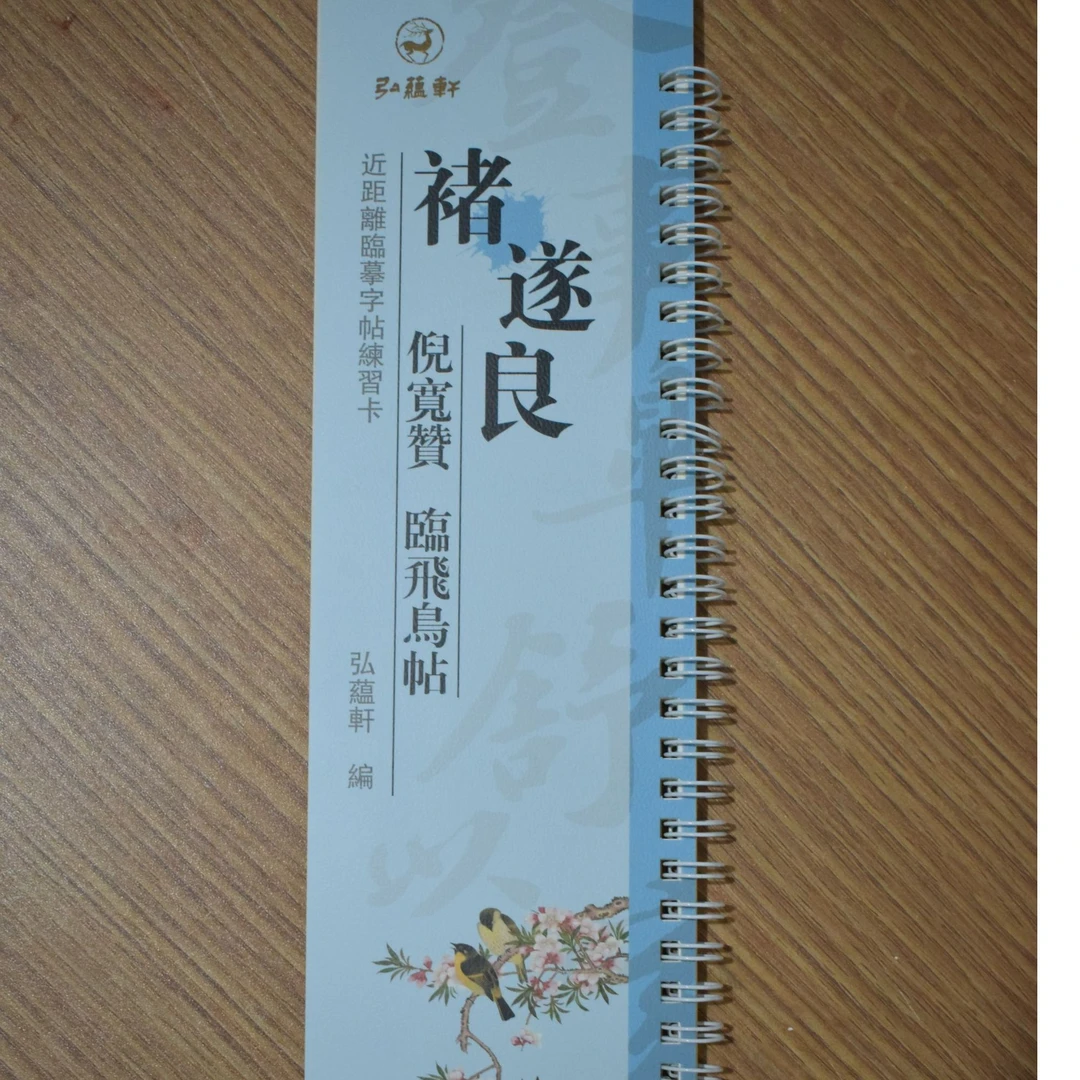 弘蘊軒
褚遂良
倪寬贊 臨飛鳥帖
近距離臨摹字帖練習卡
弘蘊軒 編